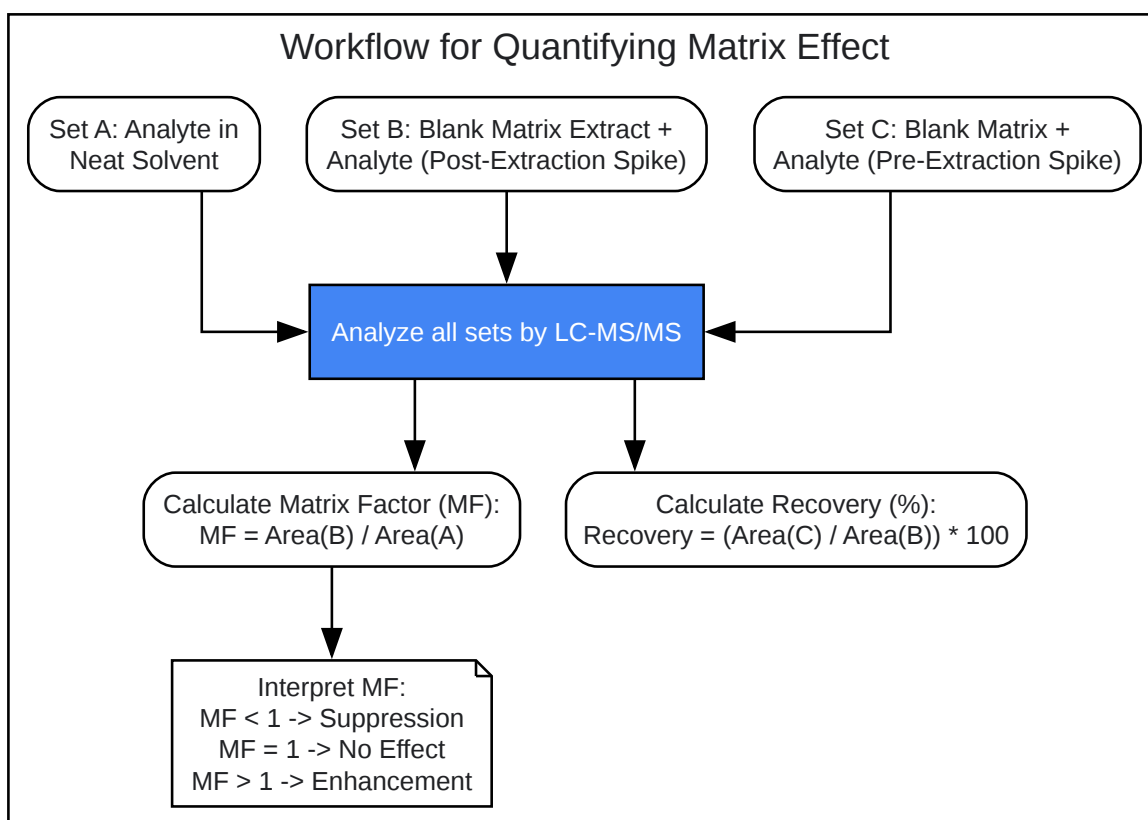 Workflow for Quantifying Matrix Effect
Set A: Analyte in
Neat Solvent
Set B: Blank Matrix Extract +
Analyte (Post-Extraction Spike)
Set C: Blank Matrix +
Analyte (Pre-Extraction Spike)
Analyze all sets by LC-MS/MS
Calculate Matrix Factor (MF):
MF = Area(B) / Area(A)
Calculate Recovery (%):
Recovery = (Area(C) / Area(B)) * 100
Interpret MF:
MF < 1 -> Suppression
MF = 1 -> No Effect
MF > 1 -> Enhancement